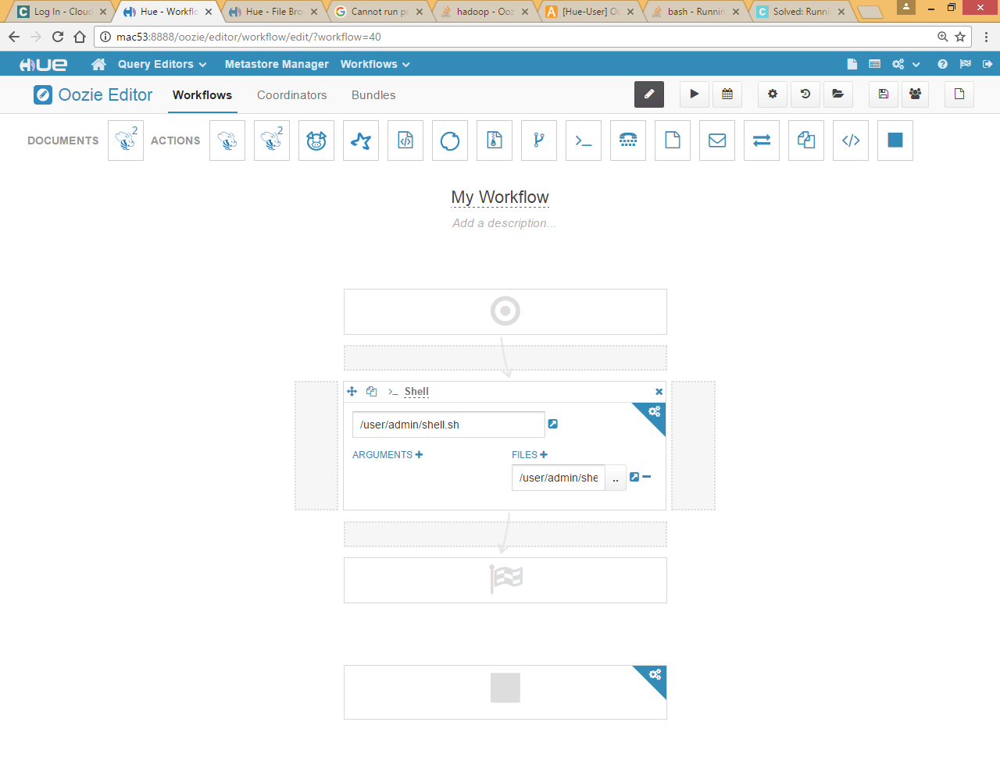 Log In - Cloud
Hue - Workflo
Hue - File Bro
Cannot run pr
hadoop - Ooz
[Hue-User] Oo
bash - Runnin
Solved: Runni
mac53:8888/oozie/editor/workflow/edit/?workflow=40
HUE Query Editors Metastore Manager Workflows
Oozie Editor Workflows Coordinators Bundles
DOCUMENTS 2 ACTIONS 2
My Workflow
Add a description...
Shell
/user/admin/shell.sh
ARGUMENTS FILES
/user/admin/she ..